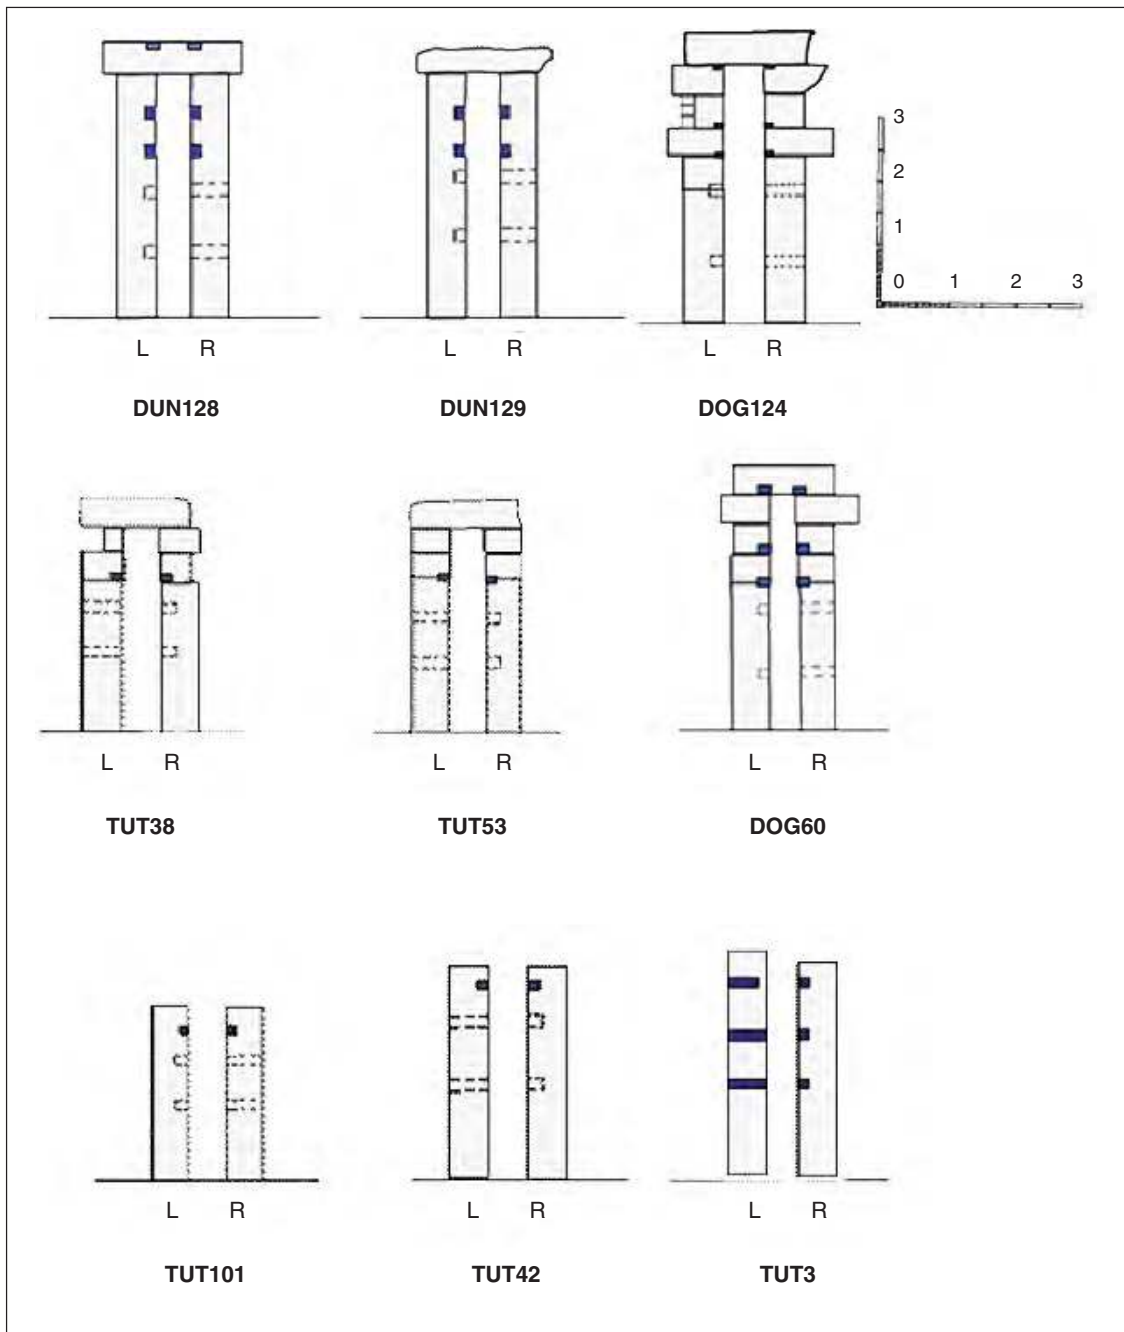 3
2
1
0 1 2 3
L R
L R
L R
DUN128
DUN129
DOG124
L R
L R
L R
TUT38
TUT53
DOG60
L R
L R
L R
TUT101
TUT42
TUT3